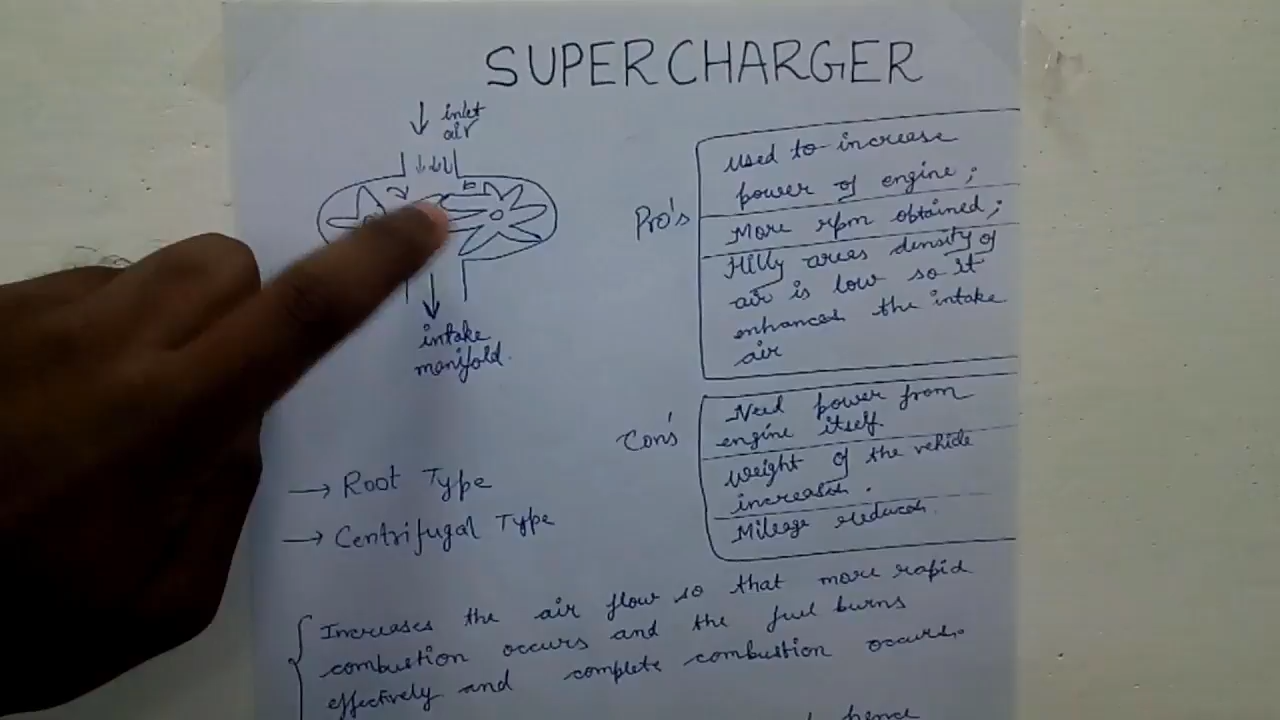 SUPERCHARGER
inlet
air
intake
manifold.
Pro's
Used to increase
power of engine;
More rpm obtained;
Hilly areas density of
air is low so it
enhances the intake
air
Con's
Need power from
engine itself
Weight of the vehicle
increases.
Mileage reduces.
→ Root Type
→ Centrifugal Type
Increases the air flow so that more rapid
combustion occurs and the fuel burns
effectively and complete combustion occurs.
hence